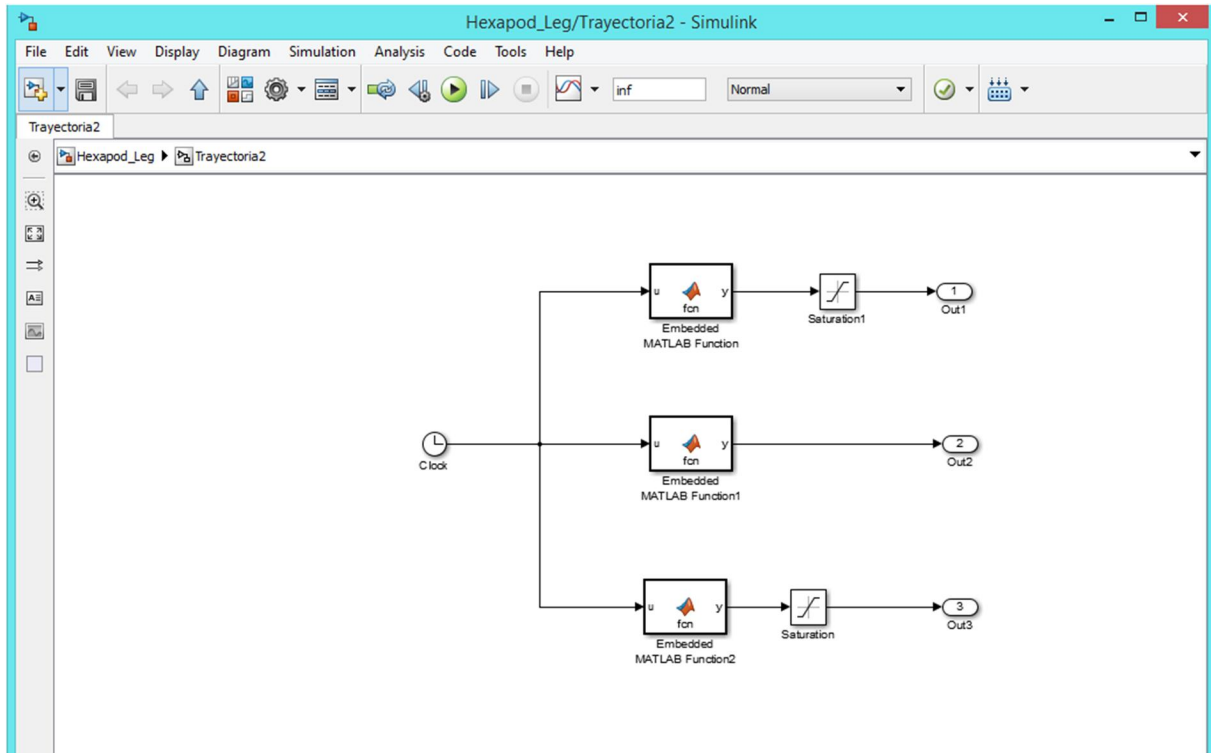 Hexapod_Leg/Trayectoria2 - Simulink
File Edit View Display Diagram Simulation Analysis Code Tools Help
inf Normal
Trayectoria2
Hexapod_Leg Trayectoria2
u fcn y
Embedded
MATLAB Function
Saturation1
1
Out1
Clock
u fcn y
Embedded
MATLAB Function1
2
Out2
u fcn y
Embedded
MATLAB Function2
Saturation
3
Out3